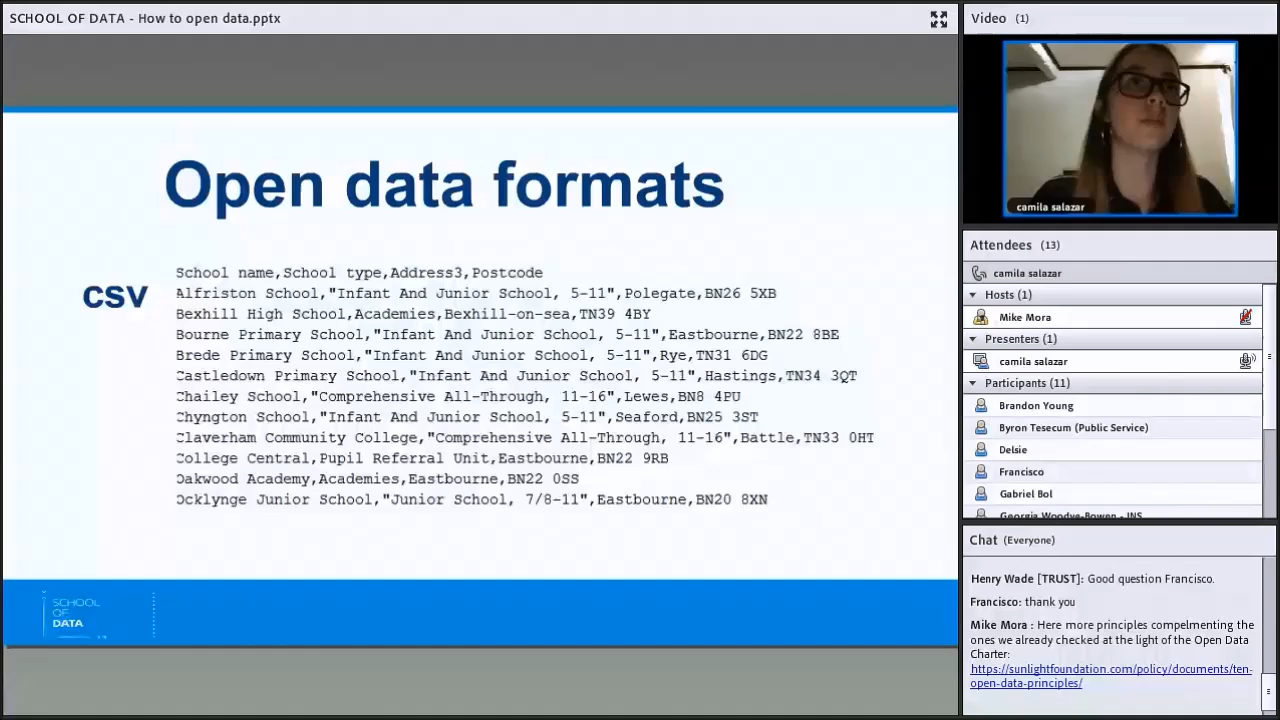 SCHOOL OF DATA - How to open data.pptx
Open data formats
CSV
School name,School type,Address3,Postcode
Alfriston School,"Infant And Junior School, 5-11",Polegate,BN26 5XB
Bexhill High School,Academies,Bexhill-on-sea,TN39 4BY
Bourne Primary School,"Infant And Junior School, 5-11",Eastbourne,BN22 8BE
Brede Primary School,"Infant And Junior School, 5-11",Rye,TN31 6DG
Castledown Primary School,"Infant And Junior School, 5-11",Hastings,TN34 3QT
Chailey School,"Comprehensive All-Through, 11-16",Lewes,BN8 4PU
Chyngton School,"Infant And Junior School, 5-11",Seaford,BN25 3ST
Claverham Community College,"Comprehensive All-Through, 11-16",Battle,TN33 0HT
College Central,Pupil Referral Unit,Eastbourne,BN22 9RB
Oakwood Academy,Academies,Eastbourne,BN22 0SS
Ocklynge Junior School,"Junior School, 7/8-11",Eastbourne,BN20 8XN
SCHOOL
OF
DATA
Video (1)
camila salazar
Attendees (13)
camila salazar
Hosts (1)
Mike Mora
Presenters (1)
camila salazar
Participants (11)
Brandon Young
Byron Tesecum (Public Service)
Delsie
Francisco
Gabriel Bol
Georgia Woodye-Bowen - INS
Chat (Everyone)
Henry Wade [TRUST]: Good question Francisco.
Francisco: thank you
Mike Mora : Here more principles compelmenting the
ones we already checked at the light of the Open Data
Charter:
https://sunlightfoundation.com/policy/documents/ten-
open-data-principles/